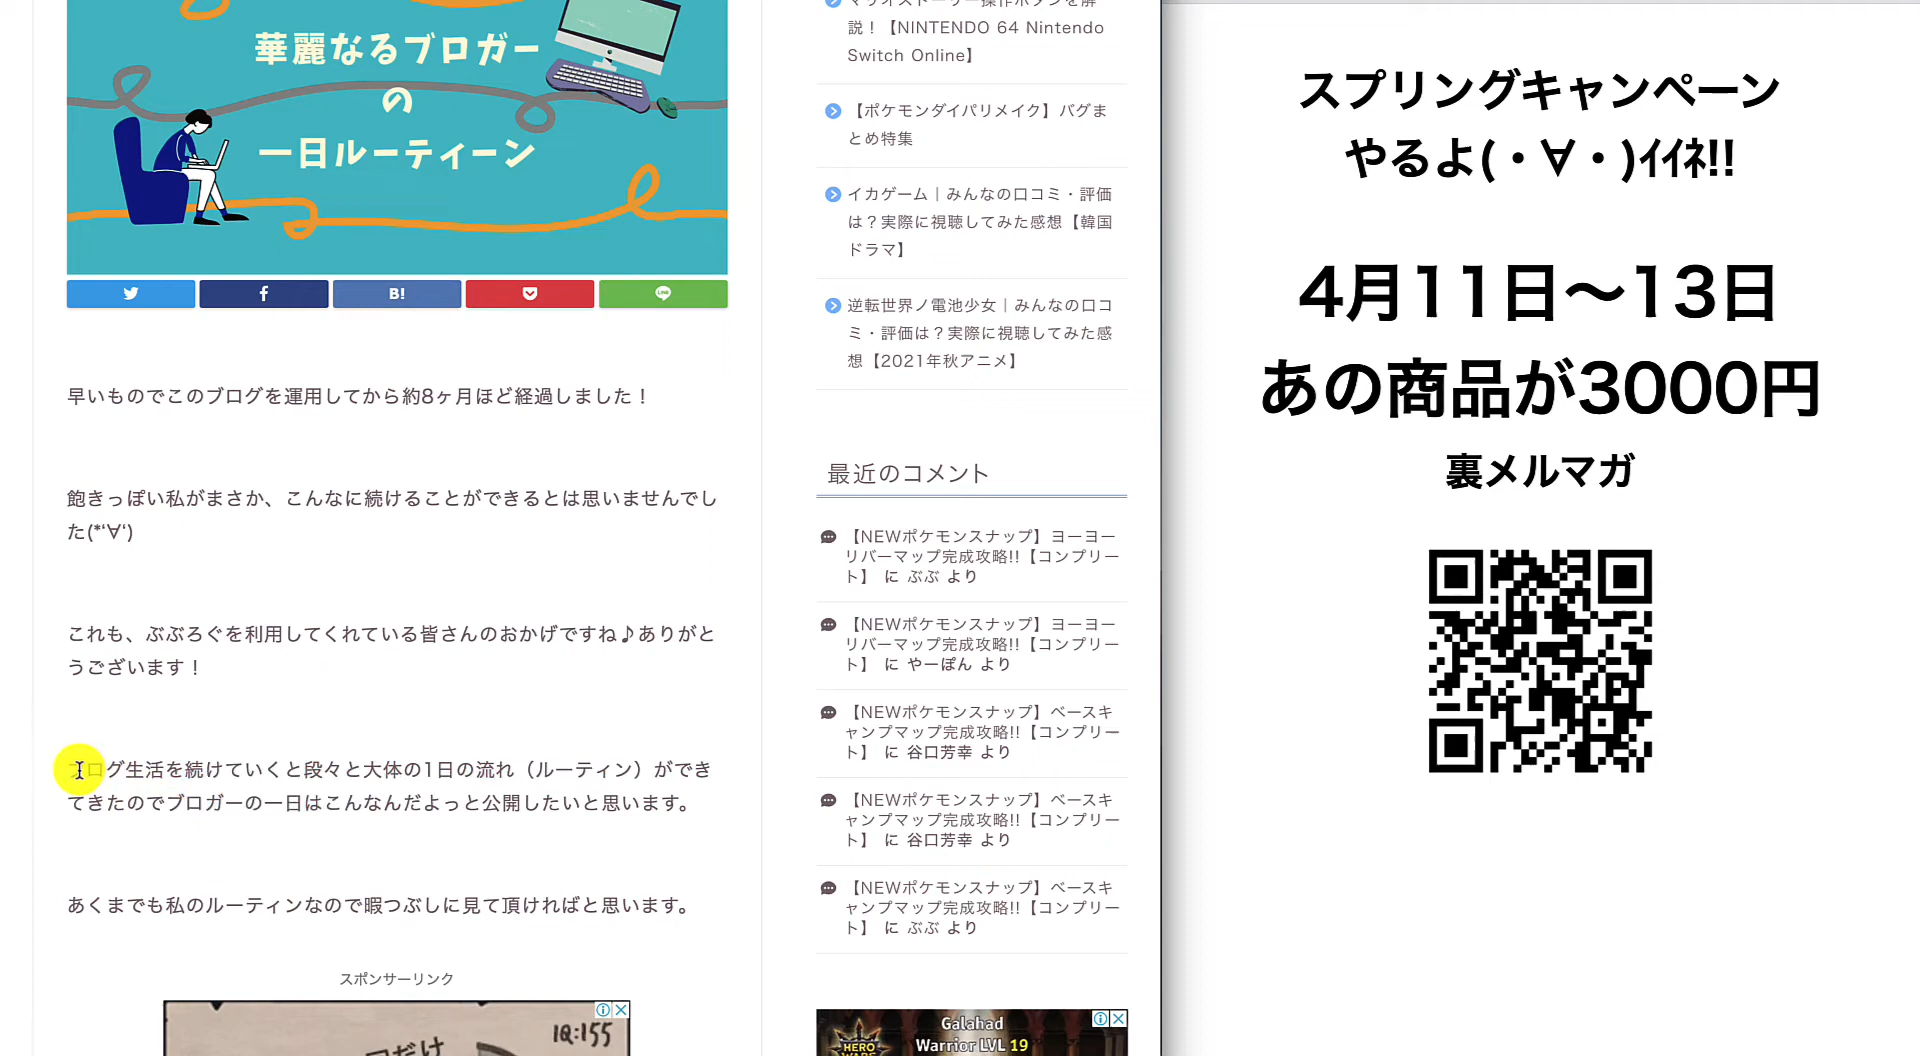 華麗なるブロガー
の
一日ルーティーン
B!
LINE
早いものでこのブログを運用してから約8ヶ月ほど経過しました！
飽きっぽい私がまさか、こんなに続けることができるとは思いませんでし
た(*‘∀‘)
これも、ぶぶろぐを利用してくれている皆さんのおかげですね♪ありがと
うございます！
ブログ生活を続けていくと段々と大体の1日の流れ（ルーティン）ができ
てきたのでブロガーの一日はこんなんだよっと公開したいと思います。
あくまでも私のルーティンなので暇つぶしに見て頂ければと思います。
スポンサーリンク
IQ:155
マリオストーリー操作ボタンを解
説！【NINTENDO 64 Nintendo
Switch Online】
【ポケモンダイパリメイク】バグま
とめ特集
イカゲーム｜みんなの口コミ・評価
は？実際に視聴してみた感想【韓国
ドラマ】
逆転世界ノ電池少女｜みんなの口コ
ミ・評価は？実際に視聴してみた感
想【2021年秋アニメ】
最近のコメント
【NEWポケモンスナップ】ヨーヨー
リバーマップ完成攻略!!【コンプリー
ト】 に ぶぶ より
【NEWポケモンスナップ】ヨーヨー
リバーマップ完成攻略!!【コンプリー
ト】 に やーぽん より
【NEWポケモンスナップ】ベースキ
ャンプマップ完成攻略!!【コンプリー
ト】 に 谷口芳幸 より
【NEWポケモンスナップ】ベースキ
ャンプマップ完成攻略!!【コンプリー
ト】 に 谷口芳幸 より
【NEWポケモンスナップ】ベースキ
ャンプマップ完成攻略!!【コンプリー
ト】 に ぶぶ より
Galahad
Warrior LVL 19
HERO
WARS
スプリングキャンペーン
やるよ(・∀・)ｲｲﾈ!!
4月11日〜13日
あの商品が3000円
裏メルマガ